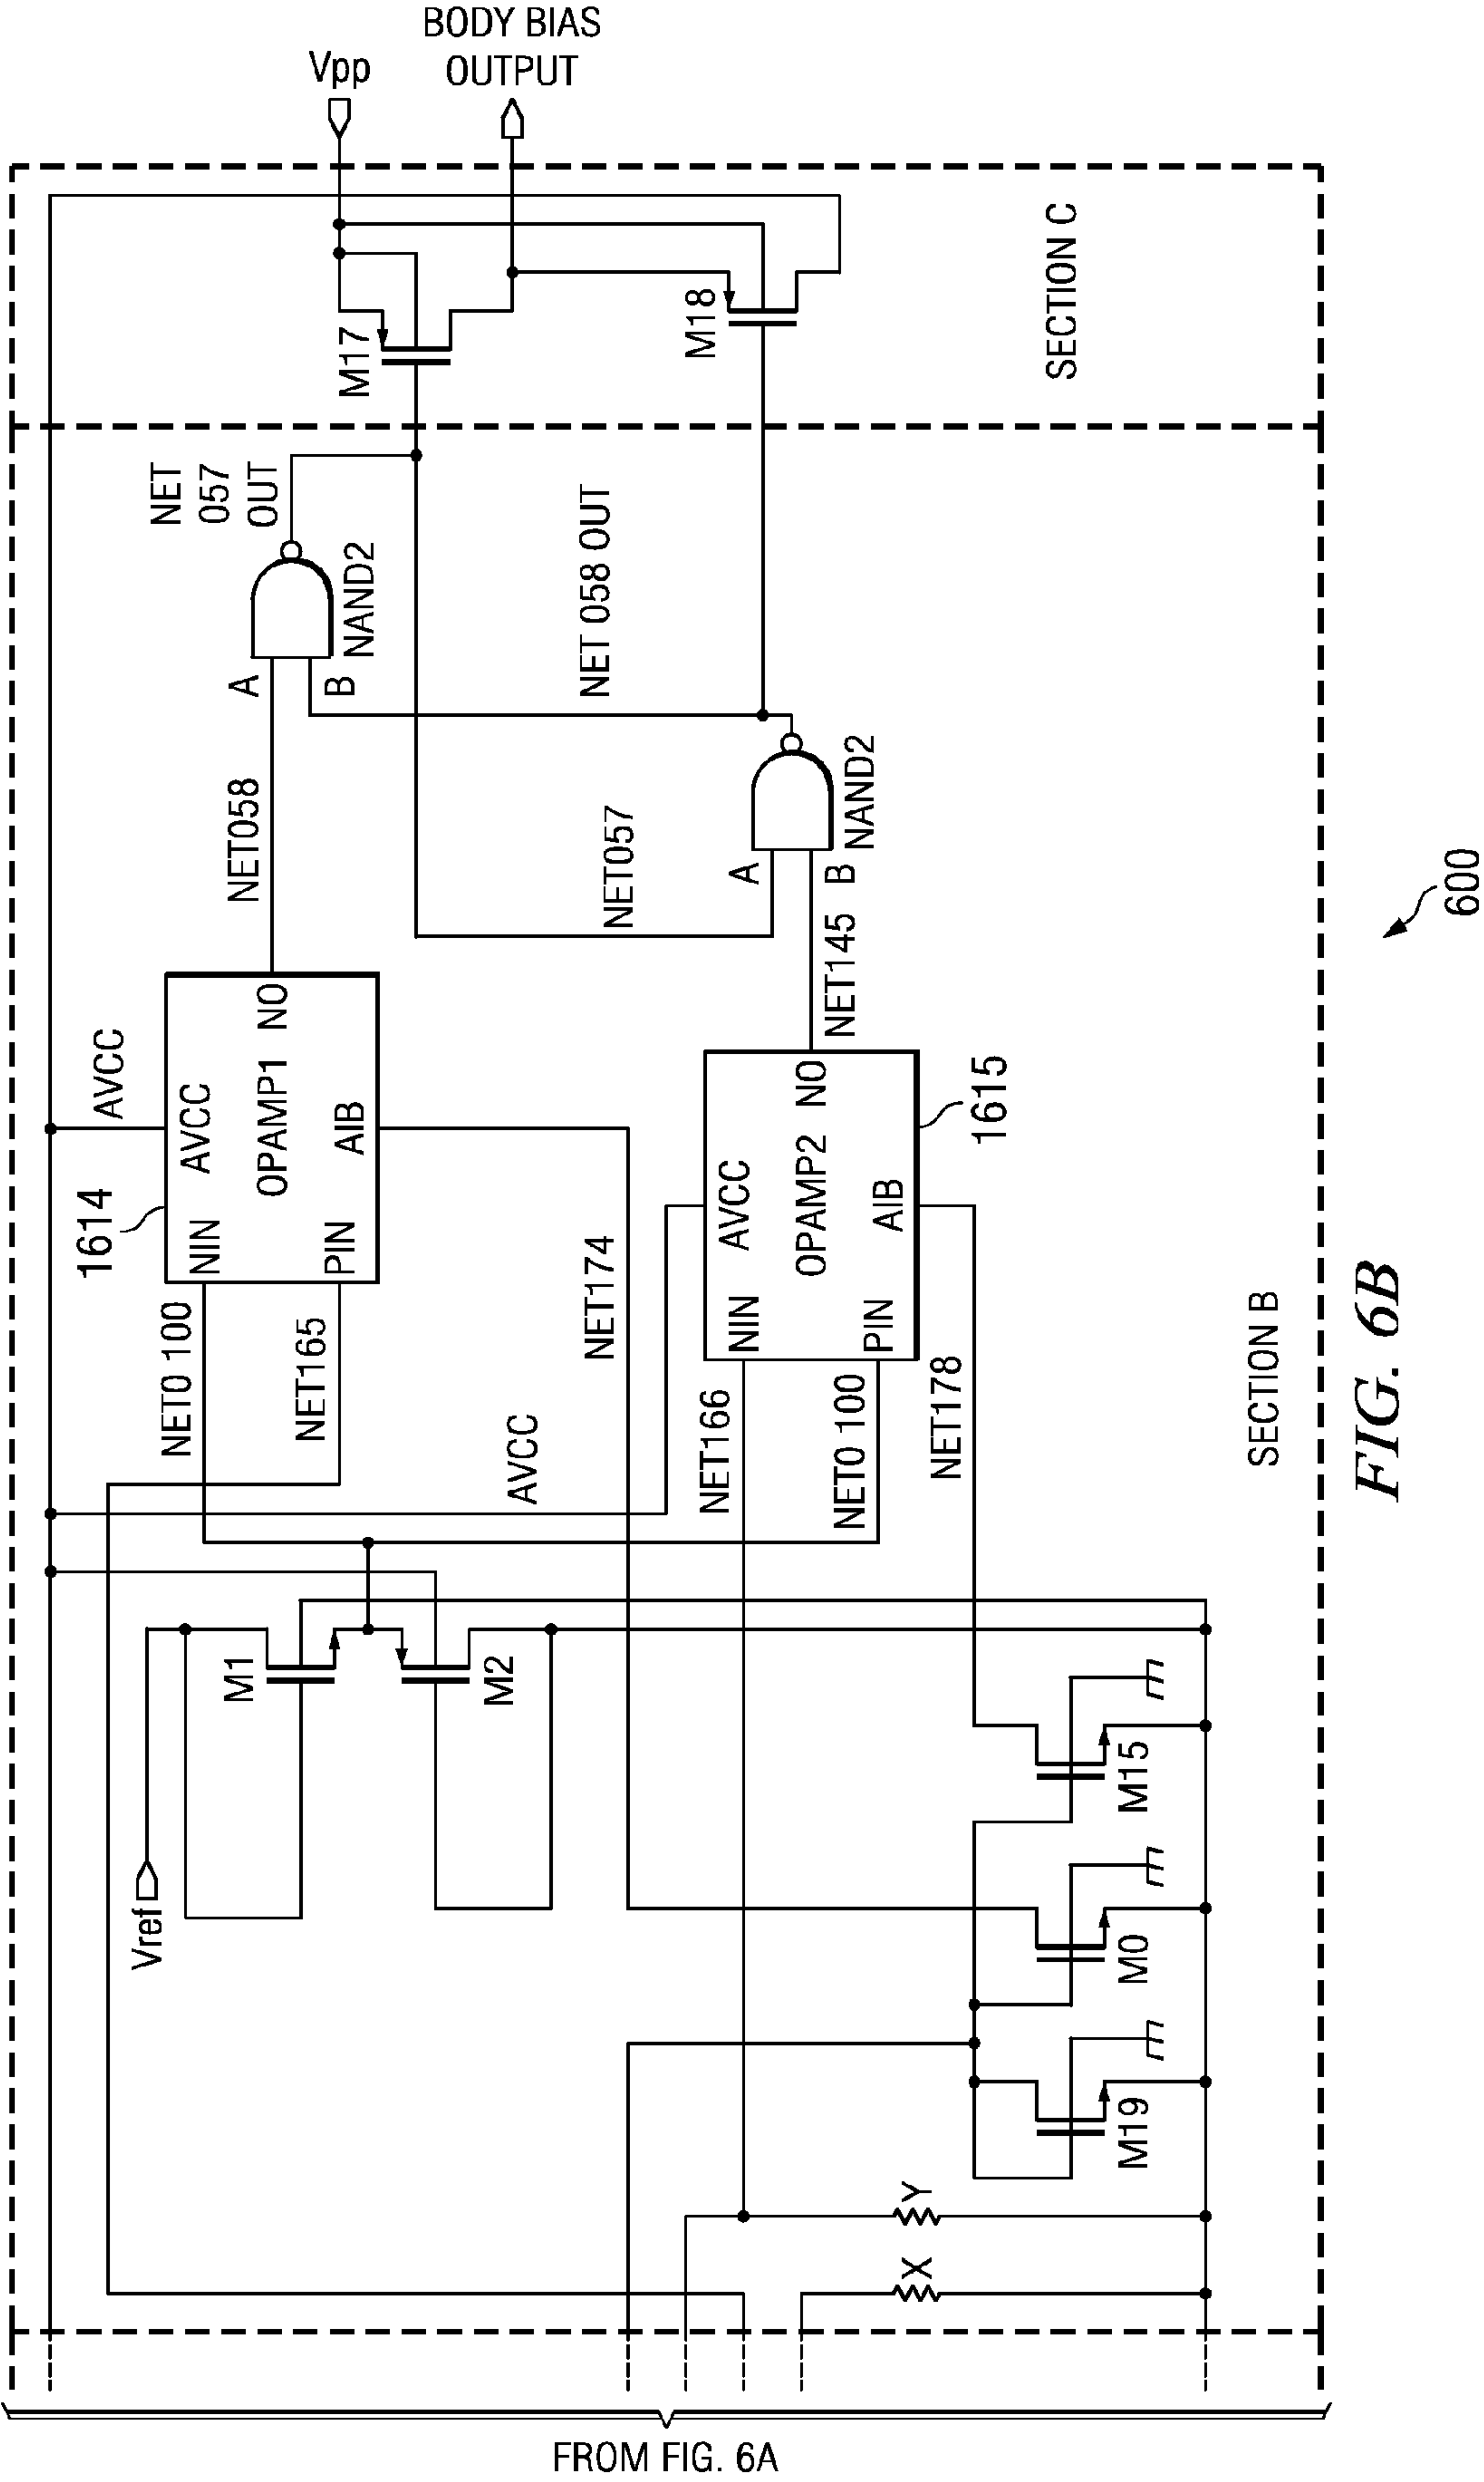 Vpp
BODY BIAS
OUTPUT
M17
M18
SECTION C
NET
057
OUT
NAND2
A
B
NET 058 OUT
NET058
NET057
NAND2
A
B
NET145
AVCC
1614
AVCC
OPAMP1
NO
AIB
NIN
PIN
NET0 100
NET165
NET174
1615
AVCC
OPAMP2
NO
AIB
NIN
PIN
NET166
NET0 100
NET178
AVCC
M1
M2
Vref
M15
M0
M19
Y
X
SECTION B
600
FIG. 6B
FROM FIG. 6A